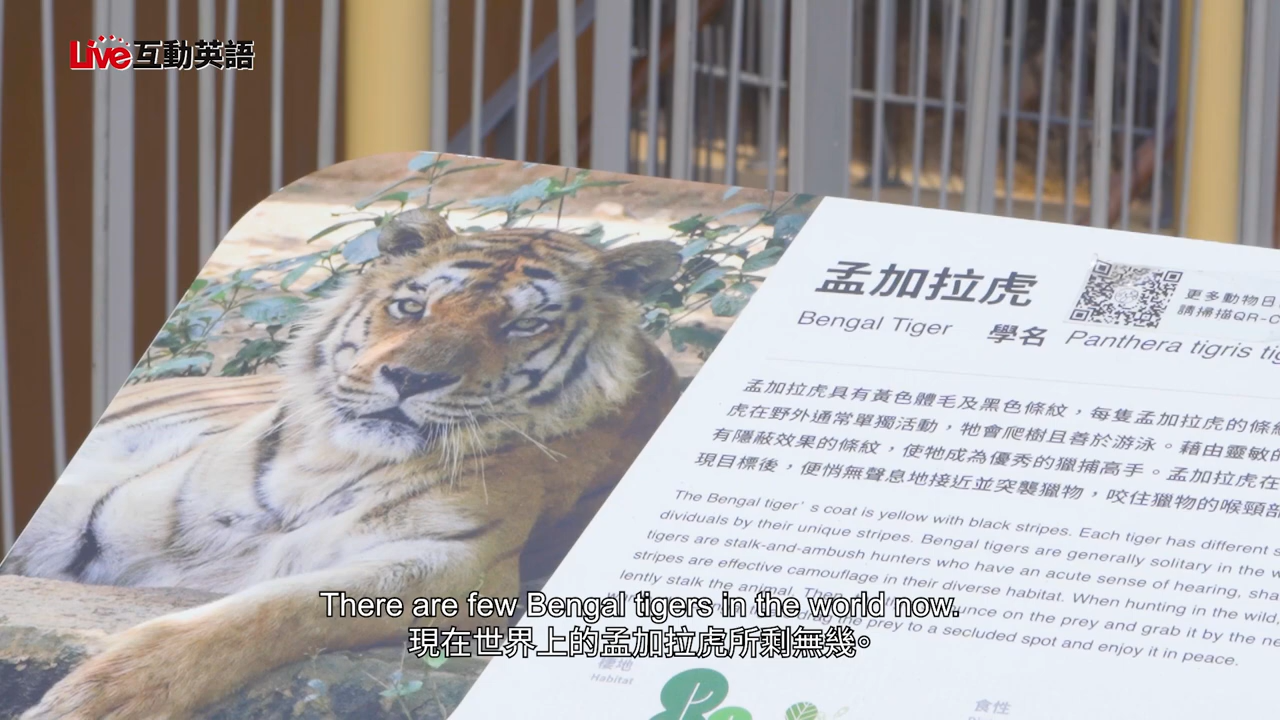 Live互動英語
孟加拉虎
Bengal Tiger 學名 Panthera tigris
更多動物日
請掃描QR-C
孟加拉虎具有黃色體毛及黑色條紋，每隻孟加拉虎的條紋
虎在野外通常單獨活動，牠會爬樹且善於游泳。藉由靈敏的
有隱蔽效果的條紋，使牠成為優秀的獵捕高手。孟加拉虎在
現目標後，便悄無聲息地接近並突襲獵物，咬住獵物的喉頸部
The Bengal tiger's coat is yellow with black stripes. Each tiger has different s
dividuals by their unique stripes. Bengal tigers are generally solitary in the w
tigers are stalk-and-ambush hunters who have an acute sense of hearing, sha
stripes are effective camouflage in their diverse habitat. When hunting in the wild,
lently stalk the animal. Then pounce on the prey and grab it by the ne
drag the prey to a secluded spot and enjoy it in peace.
There are few Bengal tigers in the world now.
現在世界上的孟加拉虎所剩無幾。
棲地
Habitat
食性